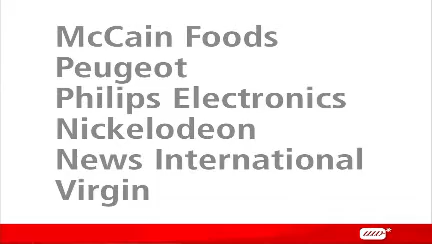 McCain Foods
Peugeot
Philips Electronics
Nickelodeon
News International
Virgin